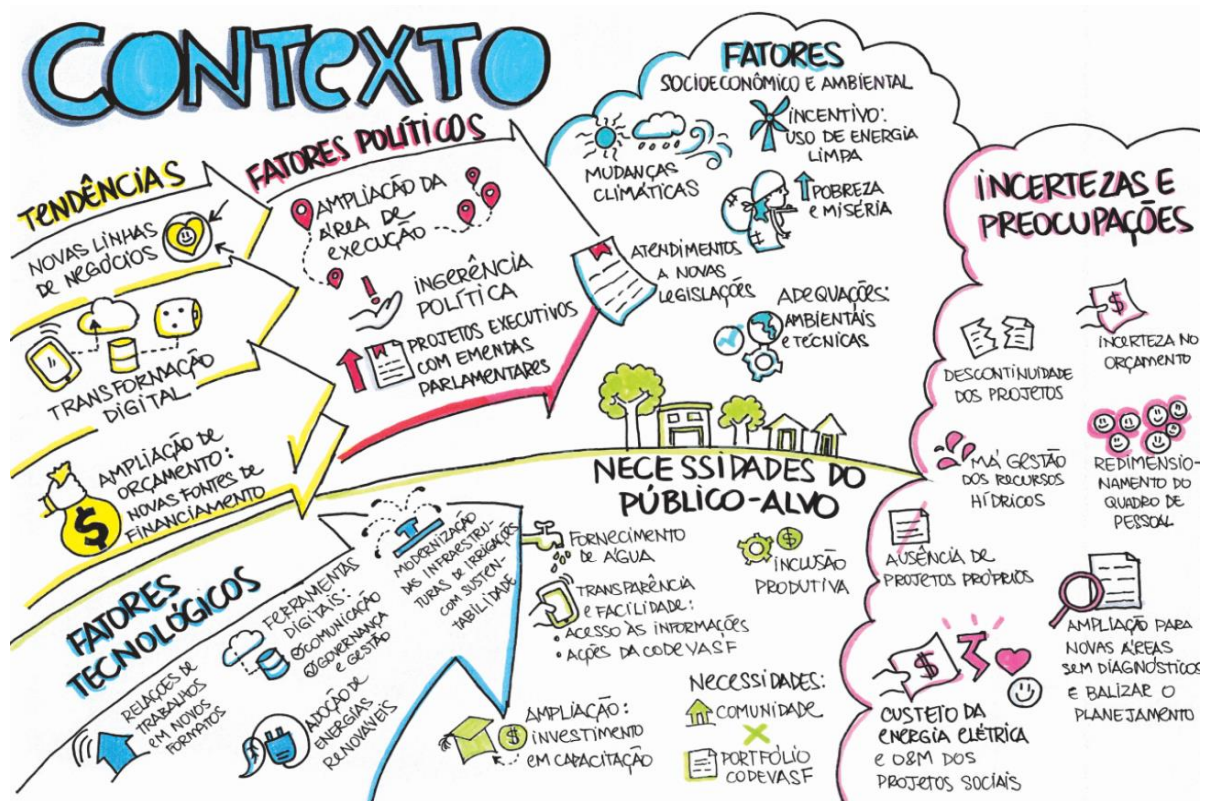 CONTEXTO
TENDÊNCIAS
NOVAS LINHAS
DE NEGÓCIOS
TRANSFORMAÇÃO
DIGITAL
AMPLIAÇÃO DE
ORÇAMENTO:
NOVAS FONTES DE
FINANCIAMENTO
FATORES POLÍTICOS
AMPLIAÇÃO DA
ÁREA DE
EXECUÇÃO
INGERÊNCIA
POLÍTICA
PROJETOS EXECUTIVOS
COM EMENDAS
PARLAMENTARES
FATORES
SOCIOECONÔMICO E AMBIENTAL
MUDANÇAS
CLIMÁTICAS
INCENTIVO:
USO DE ENERGIA
LIMPA
POBREZA
E MISÉRIA
ATENDIMENTOS
A NOVAS
LEGISLAÇÕES
ADEQUAÇÕES:
AMBIENTAIS
E TÉCNICAS
INCERTEZAS E
PREOCUPAÇÕES
DESCONTINUIDADE
DOS PROJETOS
INCERTEZA NO
ORÇAMENTO
MÁ GESTÃO
DOS RECURSOS
HÍDRICOS
REDIMENSIO-
NAMENTO DO
QUADRO DE
PESSOAL
AUSÊNCIA DE
PROJETOS PRÓPRIOS
AMPLIAÇÃO PARA
NOVAS ÁREAS
SEM DIAGNÓSTICOS
E BALIZAR O
PLANEJAMENTO
CUSTEIO DA
ENERGIA ELÉTRICA
E O&M DOS
PROJETOS SOCIAIS
FATORES
TECNOLÓGICOS
RELAÇÕES DE
TRABALHOS
EM NOVOS
FORMATOS
FERRAMENTAS
DIGITAIS:
COMUNICAÇÃO
GOVERNANÇA
E GESTÃO
ADOÇÃO DE
ENERGIAS
RENOVÁVEIS
MODERNIZAÇÃO
DAS INFRAESTRU-
TURAS DE IRRIGAÇÕES
COM SUSTEN-
TABILIDADE
NECESSIDADES DO
PÚBLICO-ALVO
FORNECIMENTO
DE ÁGUA
TRANSPARÊNCIA
E FACILIDADE:
• ACESSO ÀS INFORMAÇÕES
• AÇÕES DA CODEVASF
INCLUSÃO
PRODUTIVA
AMPLIAÇÃO:
INVESTIMENTO
EM CAPACITAÇÃO
NECESSIDADES:
COMUNIDADE
X
PORTFÓLIO
CODEVASF